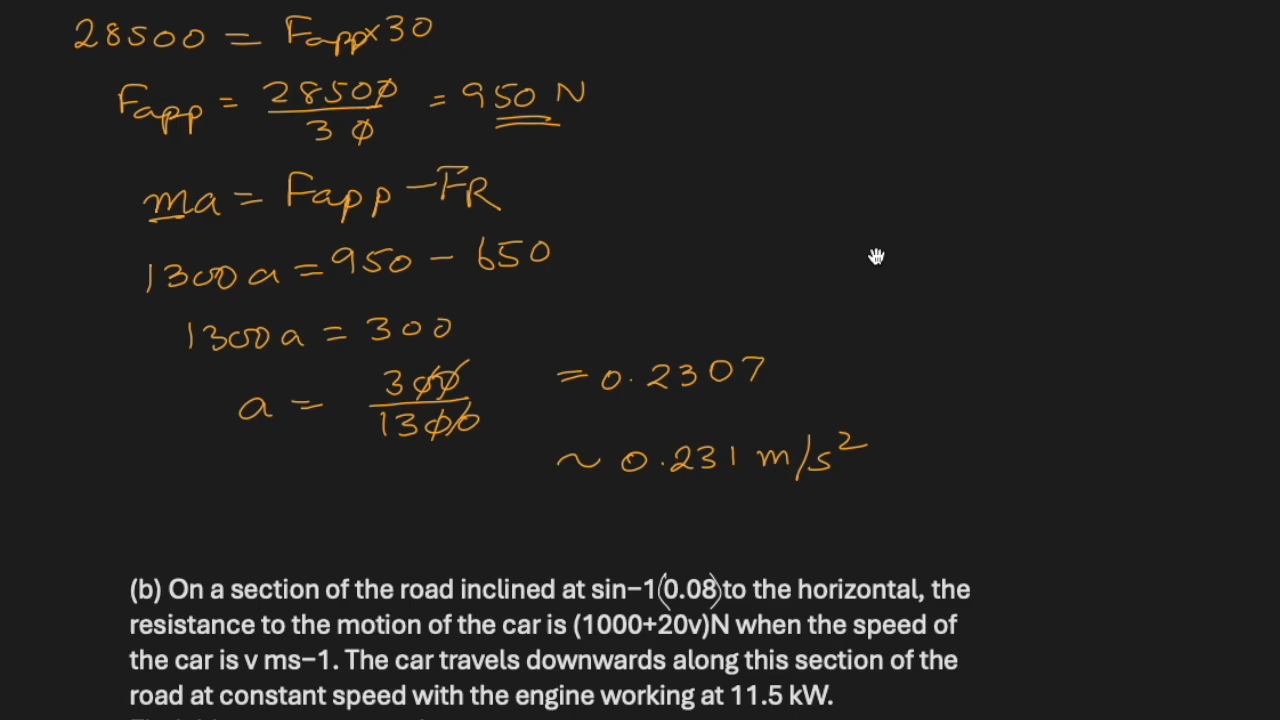 28500 = Fapp×30
Fapp = 28500/30 = 950 N
ma = Fapp - FR
1300 a = 950 - 650
1300 a = 300
a = 300/1300 = 0.2307
~ 0.231 m/s²
(b) On a section of the road inclined at sin−1(0.08)to the horizontal, the
resistance to the motion of the car is (1000+20v)N when the speed of
the car is v ms−1. The car travels downwards along this section of the
road at constant speed with the engine working at 11.5 kW.